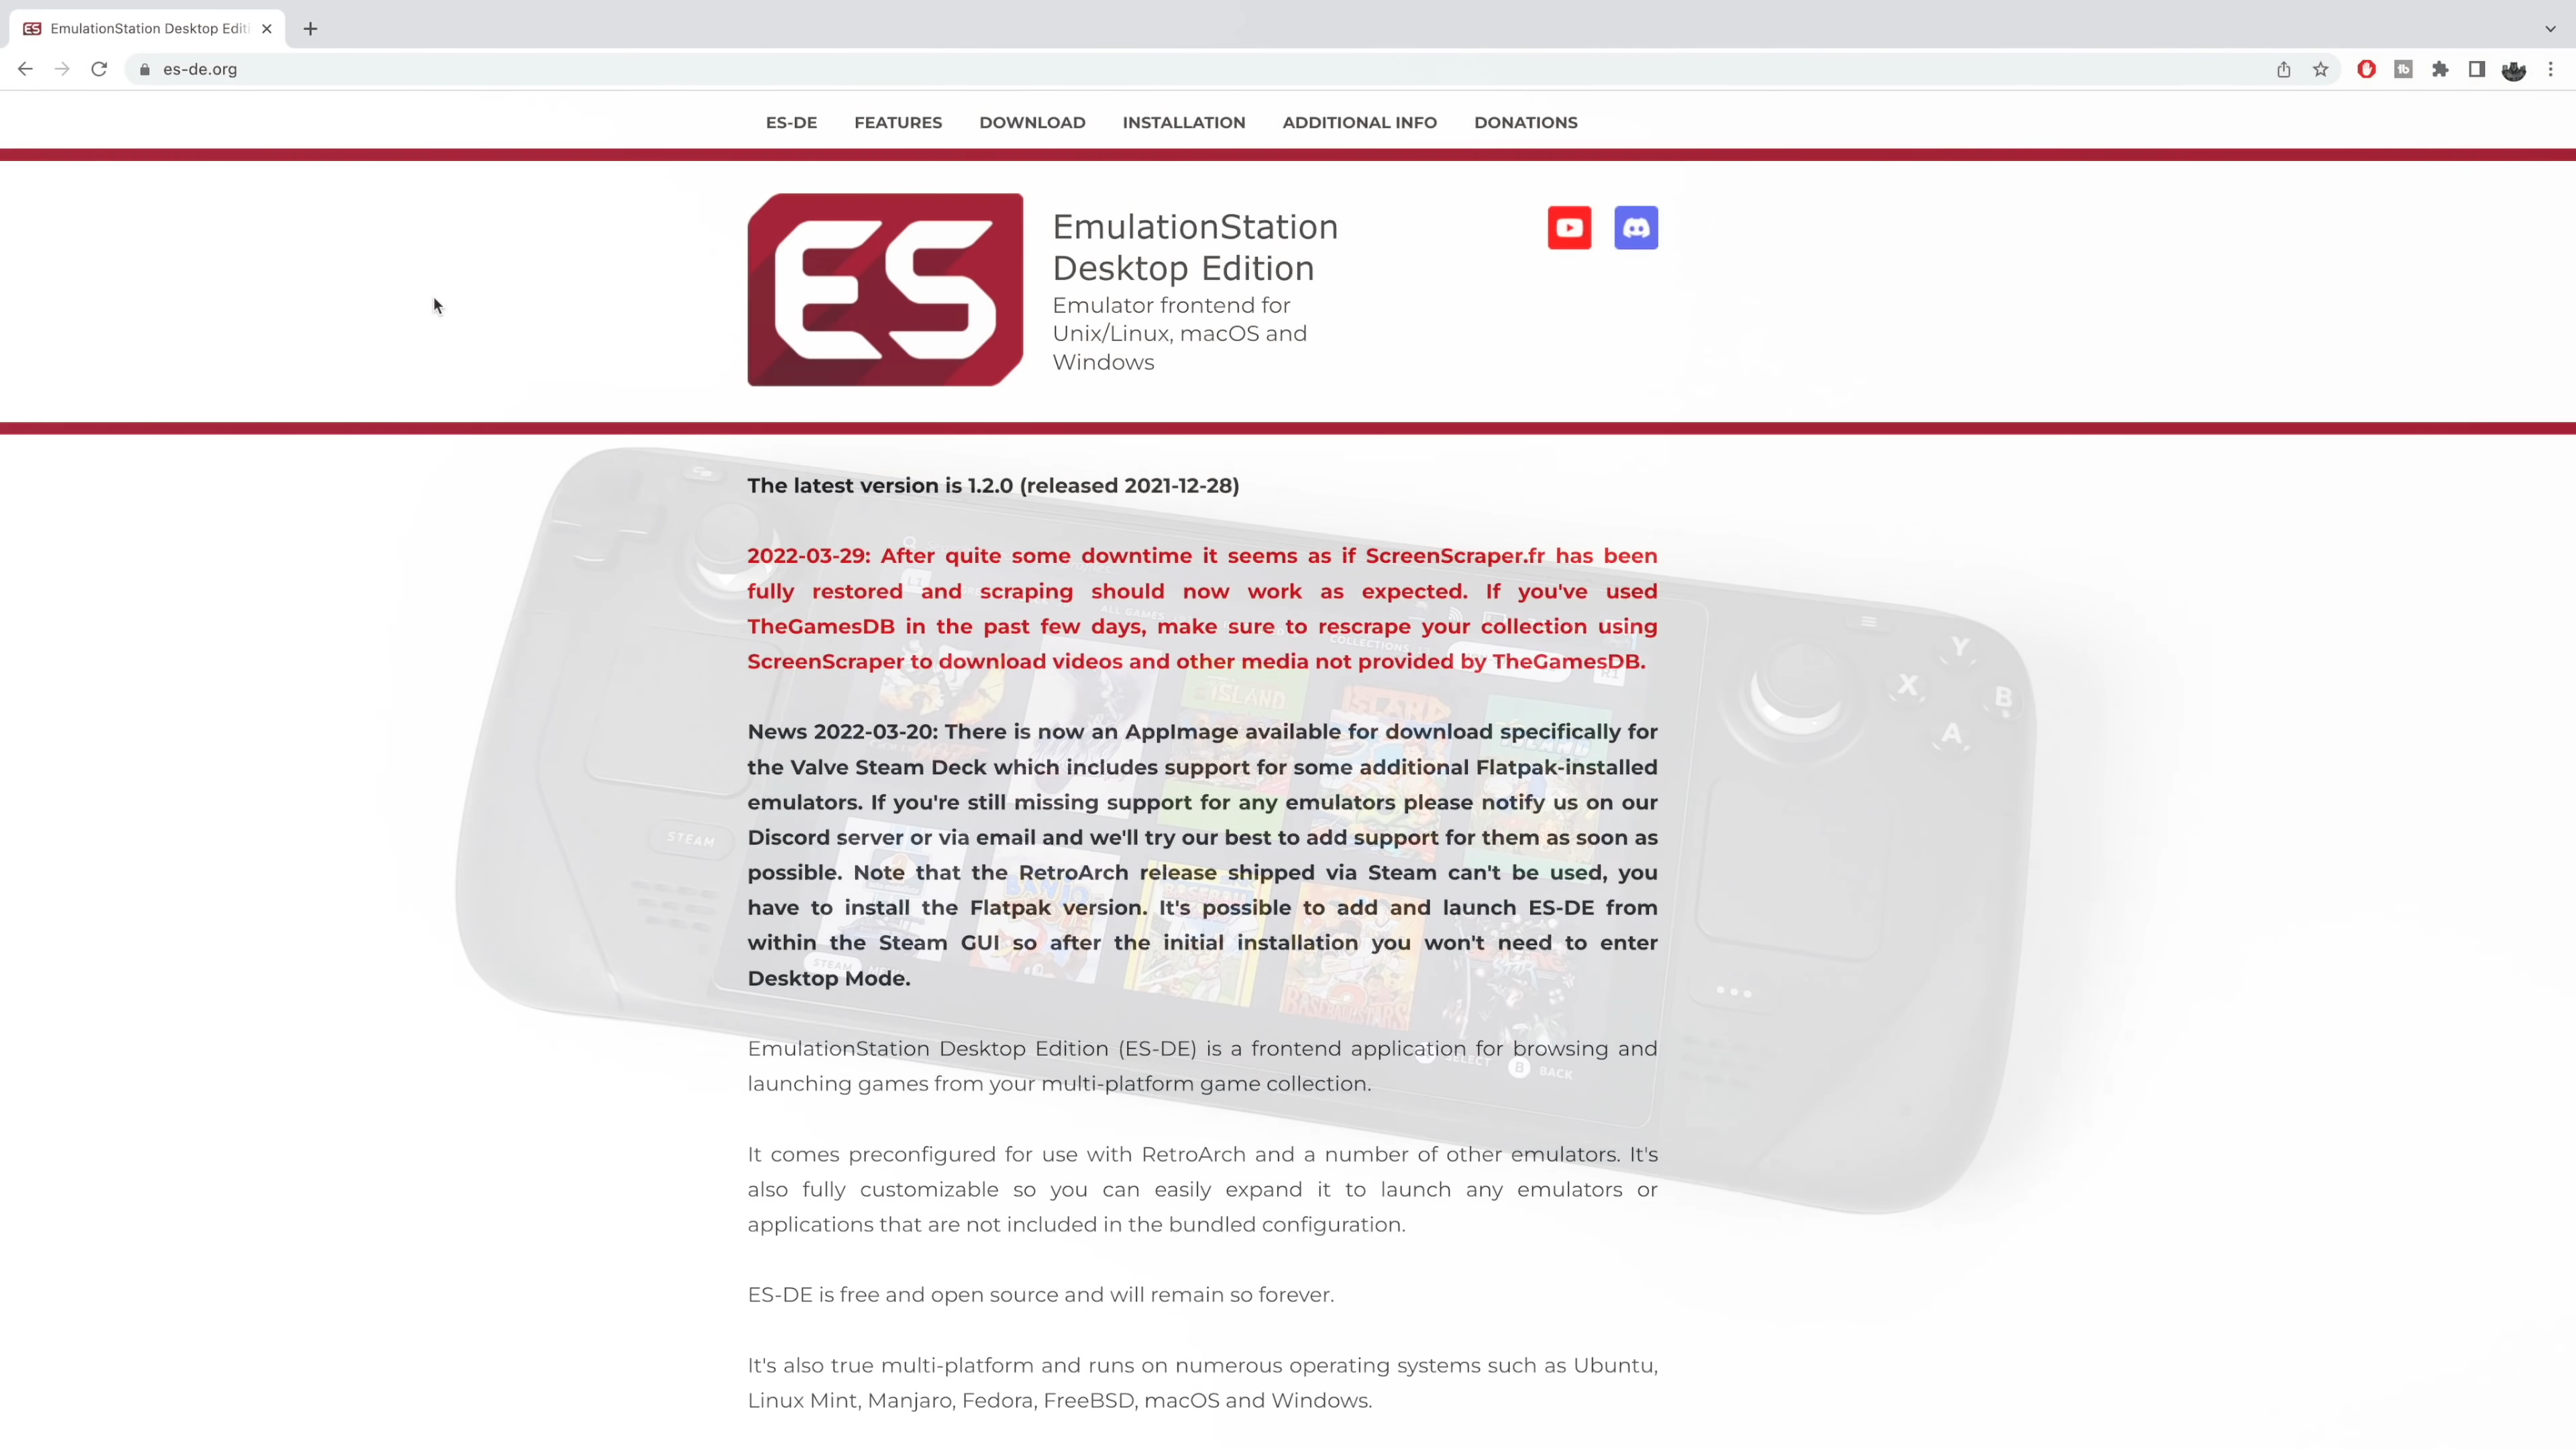 EmulationStation Desktop Editi
es-de.org
ES-DE FEATURES DOWNLOAD INSTALLATION ADDITIONAL INFO DONATIONS
ES
EmulationStation
Desktop Edition
Emulator frontend for
Unix/Linux, macOS and
Windows
The latest version is 1.2.0 (released 2021-12-28)
2022-03-29: After quite some downtime it seems as if ScreenScraper.fr has been
fully restored and scraping should now work as expected. If you've used
TheGamesDB in the past few days, make sure to rescrape your collection using
ScreenScraper to download videos and other media not provided by TheGamesDB.
News 2022-03-20: There is now an AppImage available for download specifically for
the Valve Steam Deck which includes support for some additional Flatpak-installed
emulators. If you're still missing support for any emulators please notify us on our
Discord server or via email and we'll try our best to add support for them as soon as
possible. Note that the RetroArch release shipped via Steam can't be used, you
have to install the Flatpak version. It's possible to add and launch ES-DE from
within the Steam GUI so after the initial installation you won't need to enter
Desktop Mode.
EmulationStation Desktop Edition (ES-DE) is a frontend application for browsing and
launching games from your multi-platform game collection.
It comes preconfigured for use with RetroArch and a number of other emulators. It's
also fully customizable so you can easily expand it to launch any emulators or
applications that are not included in the bundled configuration.
ES-DE is free and open source and will remain so forever.
It's also true multi-platform and runs on numerous operating systems such as Ubuntu,
Linux Mint, Manjaro, Fedora, FreeBSD, macOS and Windows.
Y
X
B
A
STEAM
ALL GAMES
COLLECTIONS
R1
L1
ISLAND
STEAM
BASEBALL STARS
SELECT
B BACK